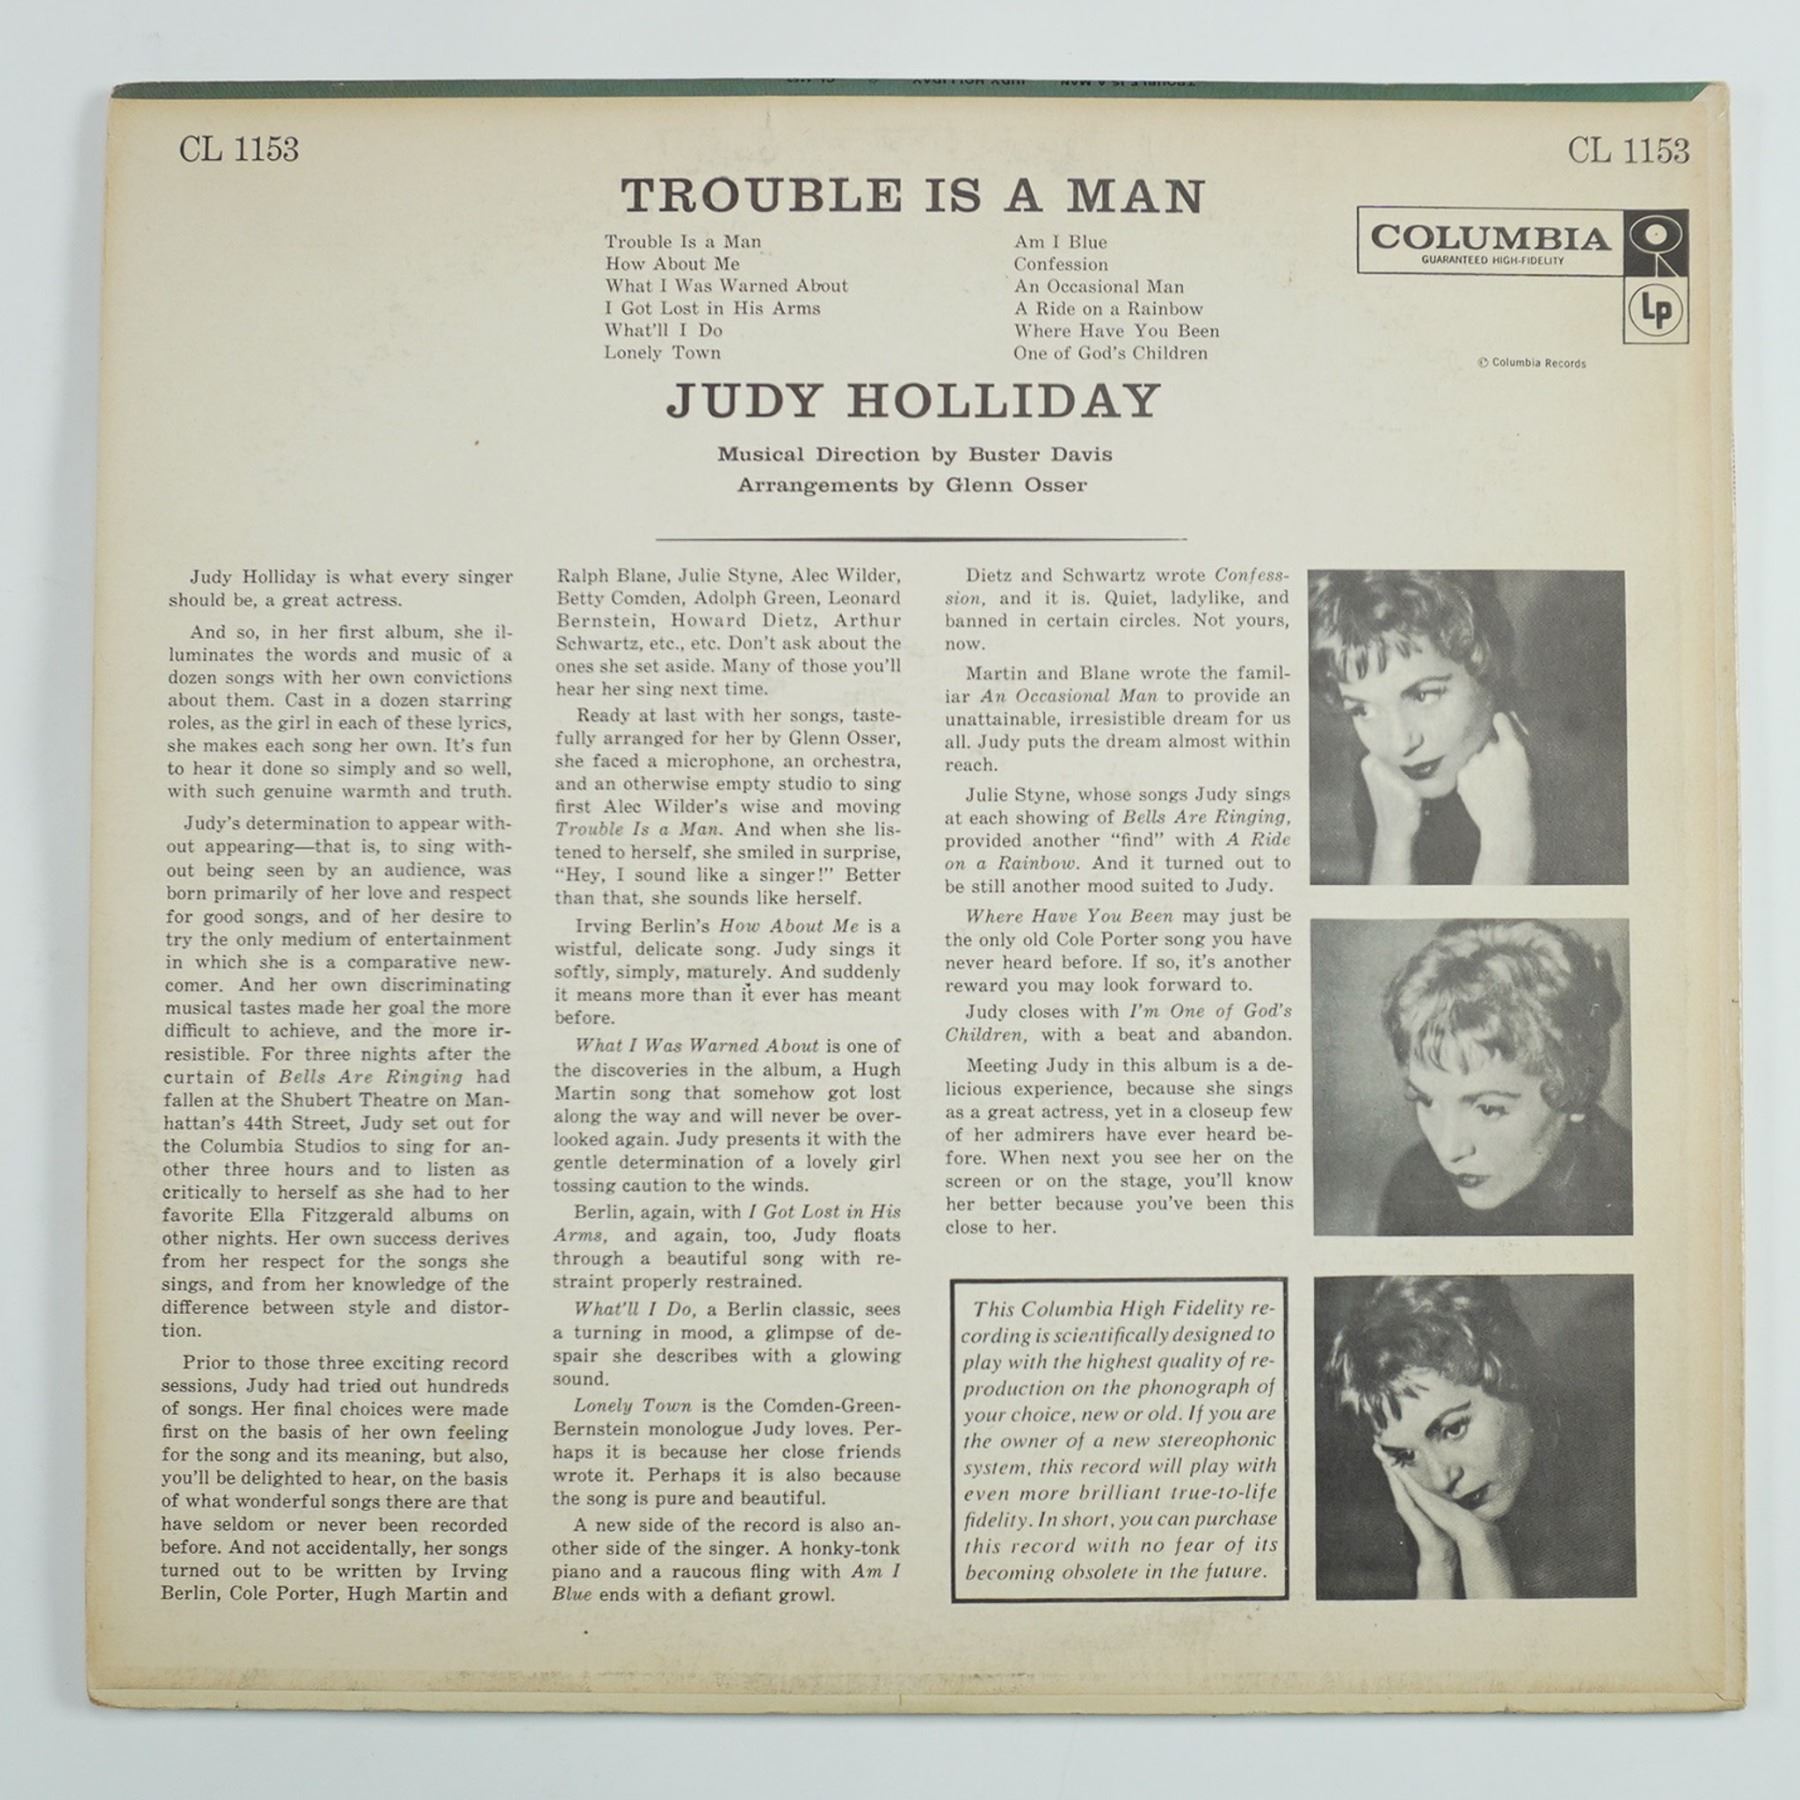 CL 1153
CL 1153
TROUBLE IS A MAN
Trouble Is a Man
How About Me
What I Was Warned About
I Got Lost in His Arms
What'll I Do
Lonely Town
Am I Blue
Confession
An Occasional Man
A Ride on a Rainbow
Where Have You Been
One of God's Children
COLUMBIA
GUARANTEED HIGH-FIDELITY
Lp
℗ Columbia Records
JUDY HOLLIDAY
Musical Direction by Buster Davis
Arrangements by Glenn Osser
Judy Holliday is what every singer
should be, a great actress.
And so, in her first album, she il-
luminates the words and music of a
dozen songs with her own convictions
about them. Cast in a dozen starring
roles, as the girl in each of these lyrics,
she makes each song her own. It's fun
to hear it done so simply and so well,
with such genuine warmth and truth.
Judy's determination to appear with-
out appearing—that is, to sing with-
out being seen by an audience, was
born primarily of her love and respect
for good songs, and of her desire to
try the only medium of entertainment
in which she is a comparative new-
comer. And her own discriminating
musical tastes made her goal the more
difficult to achieve, and the more ir-
resistible. For three nights after the
curtain of Bells Are Ringing had
fallen at the Shubert Theatre on Man-
hattan's 44th Street, Judy set out for
the Columbia Studios to sing for an-
other three hours and to listen as
critically to herself as she had to her
favorite Ella Fitzgerald albums on
other nights. Her own success derives
from her respect for the songs she
sings, and from her knowledge of the
difference between style and distor-
tion.
Prior to those three exciting record
sessions, Judy had tried out hundreds
of songs. Her final choices were made
first on the basis of her own feeling
for the song and its meaning, but also,
you'll be delighted to hear, on the basis
of what wonderful songs there are that
have seldom or never been recorded
before. And not accidentally, her songs
turned out to be written by Irving
Berlin, Cole Porter, Hugh Martin and
Ralph Blane, Julie Styne, Alec Wilder,
Betty Comden, Adolph Green, Leonard
Bernstein, Howard Dietz, Arthur
Schwartz, etc., etc. Don't ask about the
ones she set aside. Many of those you'll
hear her sing next time.
Ready at last with her songs, taste-
fully arranged for her by Glenn Osser,
she faced a microphone, an orchestra,
and an otherwise empty studio to sing
first Alec Wilder's wise and moving
Trouble Is a Man. And when she lis-
tened to herself, she smiled in surprise,
"Hey, I sound like a singer!" Better
than that, she sounds like herself.
Irving Berlin's How About Me is a
wistful, delicate song. Judy sings it
softly, simply, maturely. And suddenly
it means more than it ever has meant
before.
What I Was Warned About is one of
the discoveries in the album, a Hugh
Martin song that somehow got lost
along the way and will never be over-
looked again. Judy presents it with the
gentle determination of a lovely girl
tossing caution to the winds.
Berlin, again, with I Got Lost in His
Arms, and again, too, Judy floats
through a beautiful song with re-
straint properly restrained.
What'll I Do, a Berlin classic, sees
a turning in mood, a glimpse of de-
spair she describes with a glowing
sound.
Lonely Town is the Comden-Green-
Bernstein monologue Judy loves. Per-
haps it is because her close friends
wrote it. Perhaps it is also because
the song is pure and beautiful.
A new side of the record is also an-
other side of the singer. A honky-tonk
piano and a raucous fling with Am I
Blue ends with a defiant growl.
Dietz and Schwartz wrote Confess-
sion, and it is. Quiet, ladylike, and
banned in certain circles. Not yours,
now.
Martin and Blane wrote the famil-
iar An Occasional Man to provide an
unattainable, irresistible dream for us
all. Judy puts the dream almost within
reach.
Julie Styne, whose songs Judy sings
at each showing of Bells Are Ringing,
provided another "find" with A Ride
on a Rainbow. And it turned out to
be still another mood suited to Judy.
Where Have You Been may just be
the only old Cole Porter song you have
never heard before. If so, it's another
reward you may look forward to.
Judy closes with I'm One of God's
Children, with a beat and abandon.
Meeting Judy in this album is a de-
licious experience, because she sings
as a great actress, yet in a closeup few
of her admirers have ever heard be-
fore. When next you see her on the
screen or on the stage, you'll know
her better because you've been this
close to her.
This Columbia High Fidelity re-
cording is scientifically designed to
play with the highest quality of re-
production on the phonograph of
your choice, new or old. If you are
the owner of a new stereophonic
system, this record will play with
even more brilliant true-to-life
fidelity. In short, you can purchase
this record with no fear of its
becoming obsolete in the future.